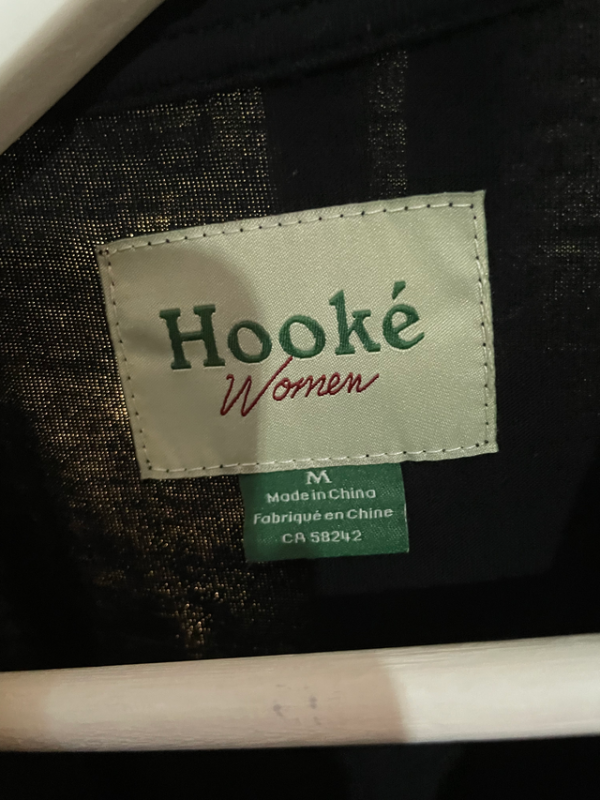 Hooké
Women
M
Made in China
Fabriqué en Chine
CA 58242